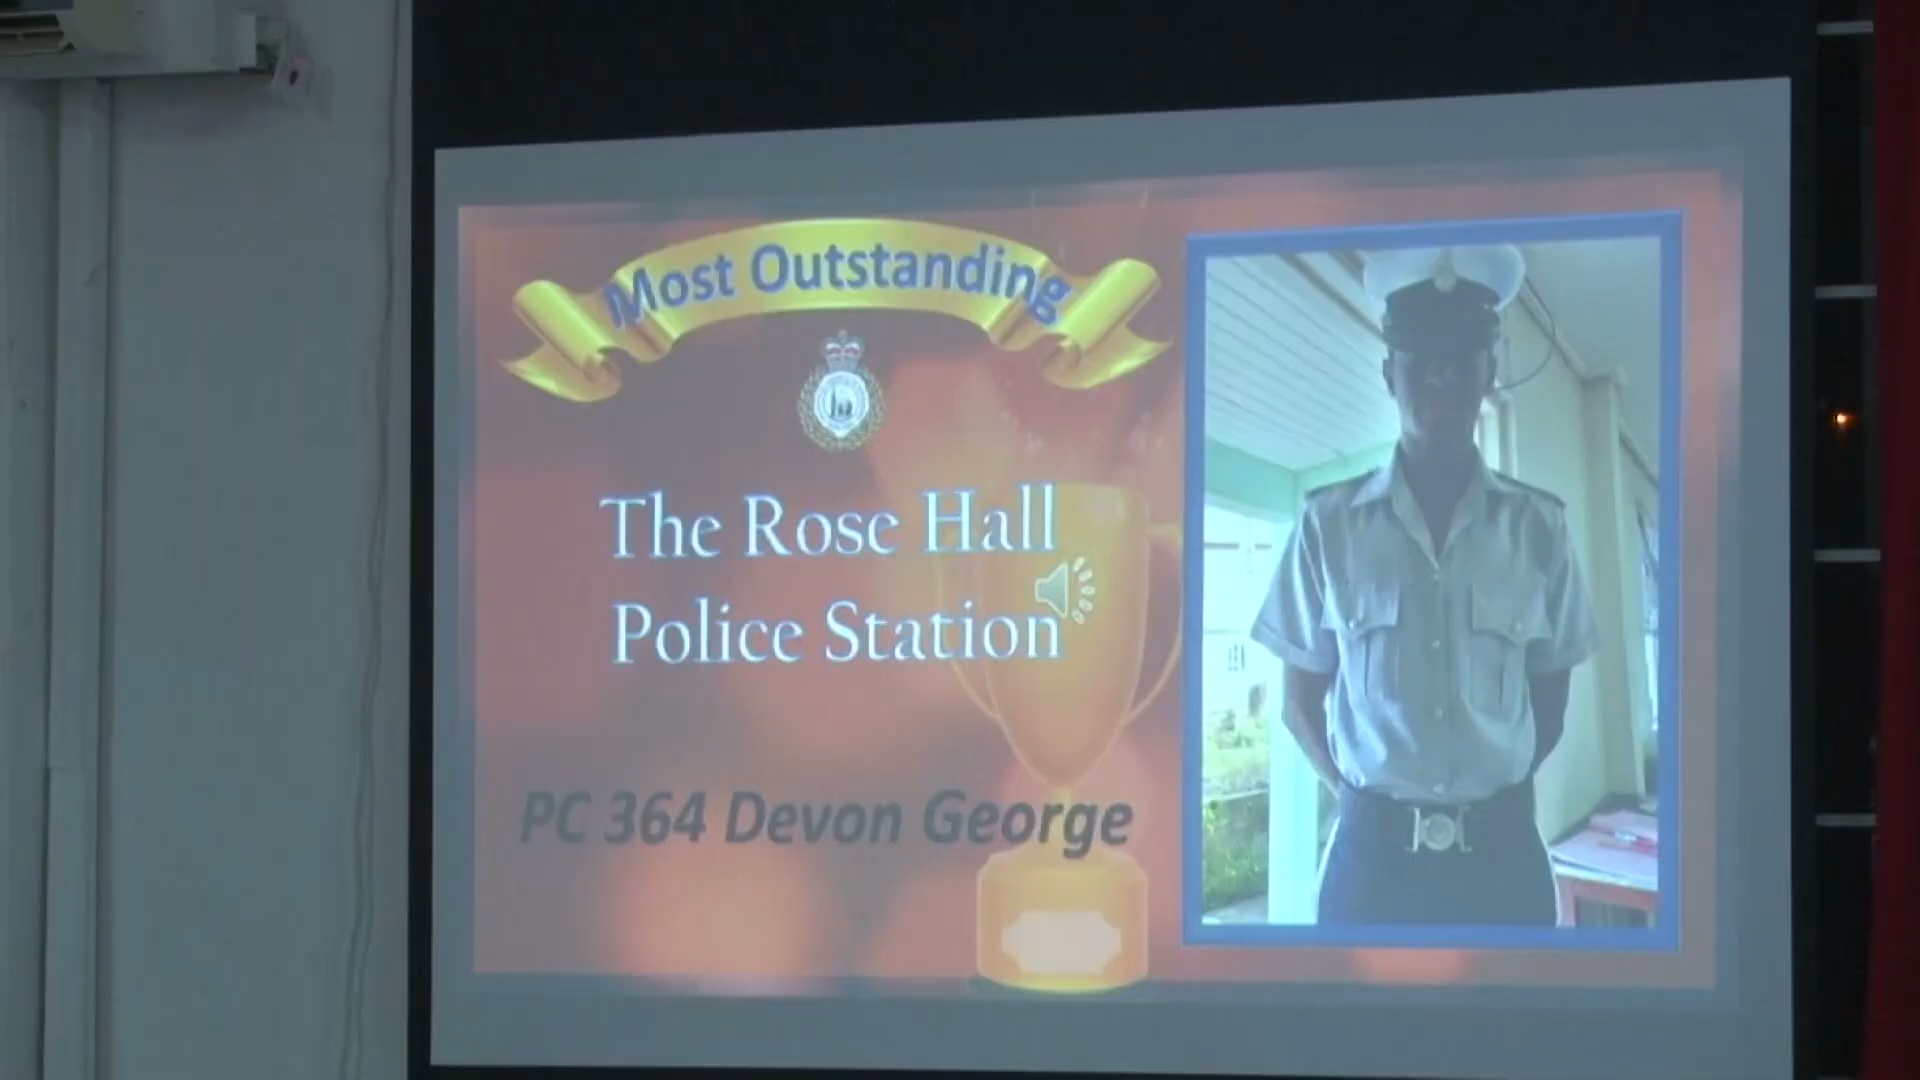 Most Outstanding
The Rose Hall
Police Station
PC 364 Devon George